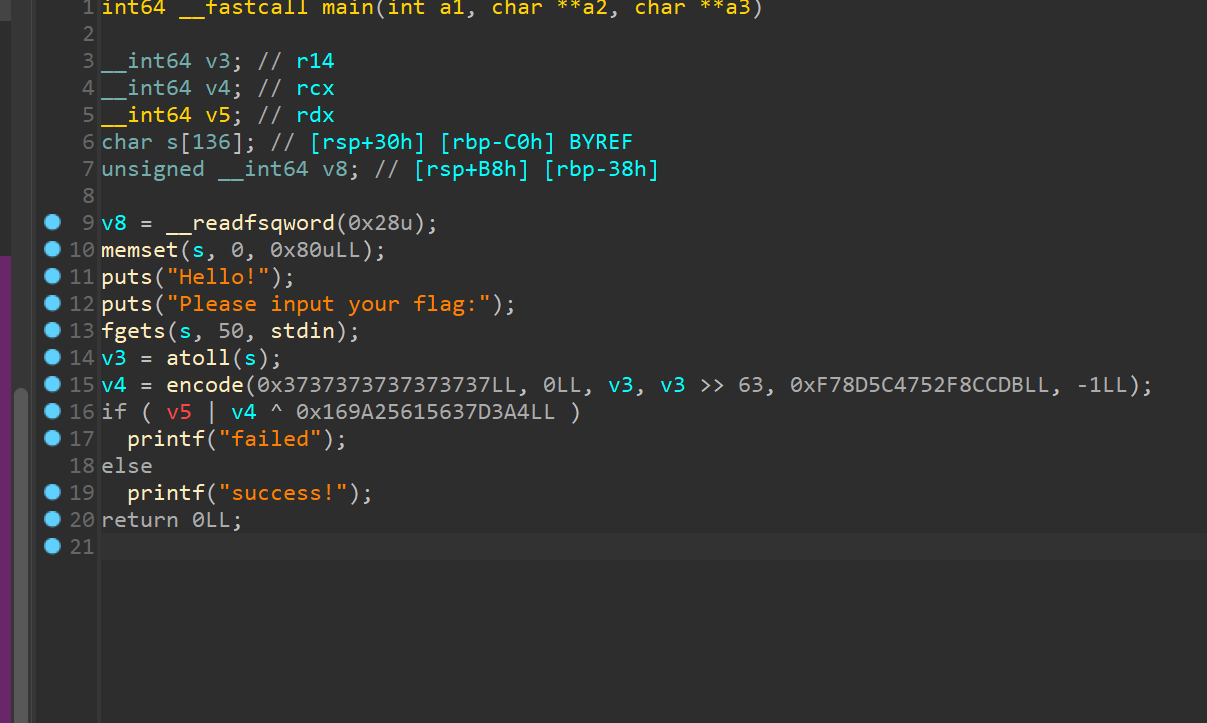 1 int64 __fastcall main(int a1, char **a2, char **a3)
2
3 __int64 v3; // r14
4 __int64 v4; // rcx
5 __int64 v5; // rdx
6 char s[136]; // [rsp+30h] [rbp-C0h] BYREF
7 unsigned __int64 v8; // [rsp+B8h] [rbp-38h]
8
9 v8 = __readfsqword(0x28u);
10 memset(s, 0, 0x80uLL);
11 puts("Hello!");
12 puts("Please input your flag:");
13 fgets(s, 50, stdin);
14 v3 = atoll(s);
15 v4 = encode(0x3737373737373737LL, 0LL, v3, v3 >> 63, 0xF78D5C4752F8CCDBLL, -1LL);
16 if ( v5 | v4 ^ 0x169A25615637D3A4LL )
17   printf("failed");
18 else
19   printf("success!");
20 return 0LL;
21